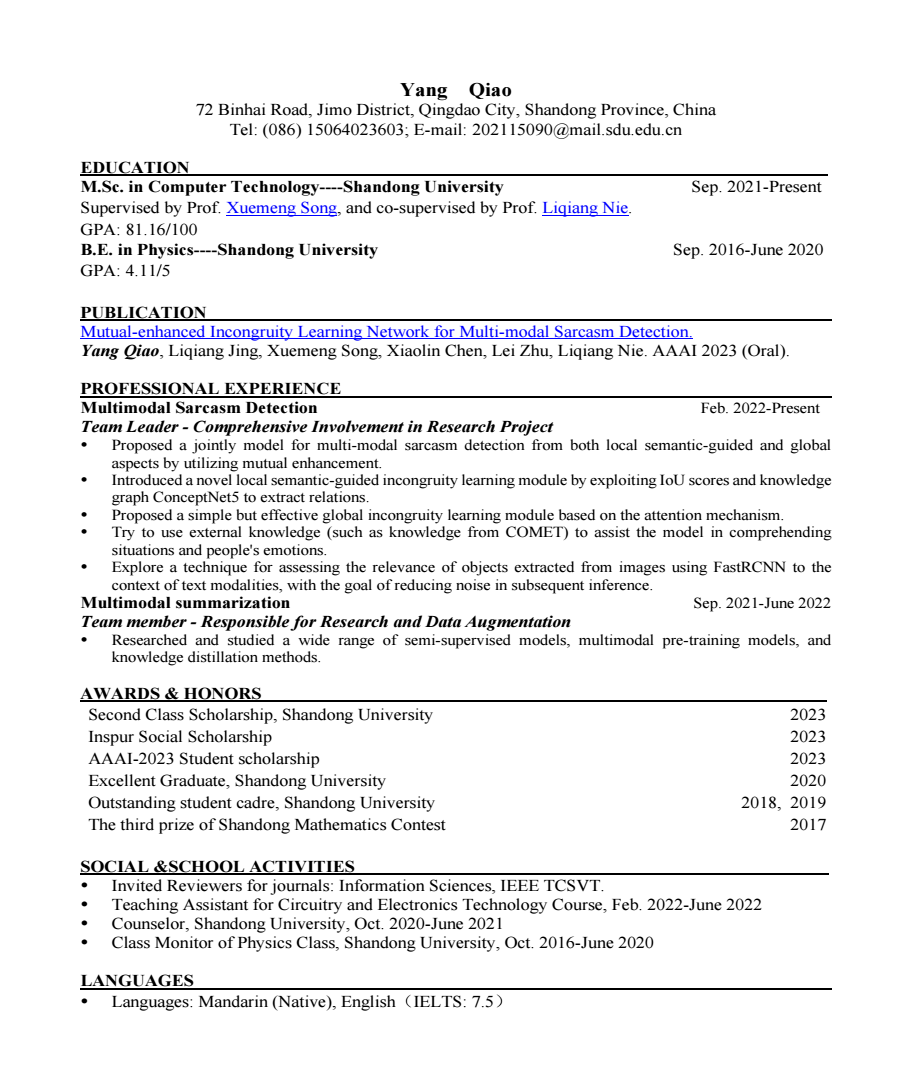 Yang Qiao
72 Binhai Road, Jimo District, Qingdao City, Shandong Province, China
Tel: (086) 15064023603; E-mail: 202115090@mail.sdu.edu.cn
EDUCATION
M.Sc. in Computer Technology----Shandong University Sep. 2021-Present
Supervised by Prof. Xuemeng Song, and co-supervised by Prof. Liqiang Nie.
GPA: 81.16/100
B.E. in Physics----Shandong University Sep. 2016-June 2020
GPA: 4.11/5
PUBLICATION
Mutual-enhanced Incongruity Learning Network for Multi-modal Sarcasm Detection.
Yang Qiao, Liqiang Jing, Xuemeng Song, Xiaolin Chen, Lei Zhu, Liqiang Nie. AAAI 2023 (Oral).
PROFESSIONAL EXPERIENCE
Multimodal Sarcasm Detection Feb. 2022-Present
Team Leader - Comprehensive Involvement in Research Project
• Proposed a jointly model for multi-modal sarcasm detection from both local semantic-guided and global
aspects by utilizing mutual enhancement.
• Introduced a novel local semantic-guided incongruity learning module by exploiting IoU scores and knowledge
graph ConceptNet5 to extract relations.
• Proposed a simple but effective global incongruity learning module based on the attention mechanism.
• Try to use external knowledge (such as knowledge from COMET) to assist the model in comprehending
situations and people's emotions.
• Explore a technique for assessing the relevance of objects extracted from images using FastRCNN to the
context of text modalities, with the goal of reducing noise in subsequent inference.
Multimodal summarization Sep. 2021-June 2022
Team member - Responsible for Research and Data Augmentation
• Researched and studied a wide range of semi-supervised models, multimodal pre-training models, and
knowledge distillation methods.
AWARDS & HONORS
Second Class Scholarship, Shandong University 2023
Inspur Social Scholarship 2023
AAAI-2023 Student scholarship 2023
Excellent Graduate, Shandong University 2020
Outstanding student cadre, Shandong University 2018, 2019
The third prize of Shandong Mathematics Contest 2017
SOCIAL &SCHOOL ACTIVITIES
• Invited Reviewers for journals: Information Sciences, IEEE TCSVT.
• Teaching Assistant for Circuitry and Electronics Technology Course, Feb. 2022-June 2022
• Counselor, Shandong University, Oct. 2020-June 2021
• Class Monitor of Physics Class, Shandong University, Oct. 2016-June 2020
LANGUAGES
• Languages: Mandarin (Native), English（IELTS: 7.5）